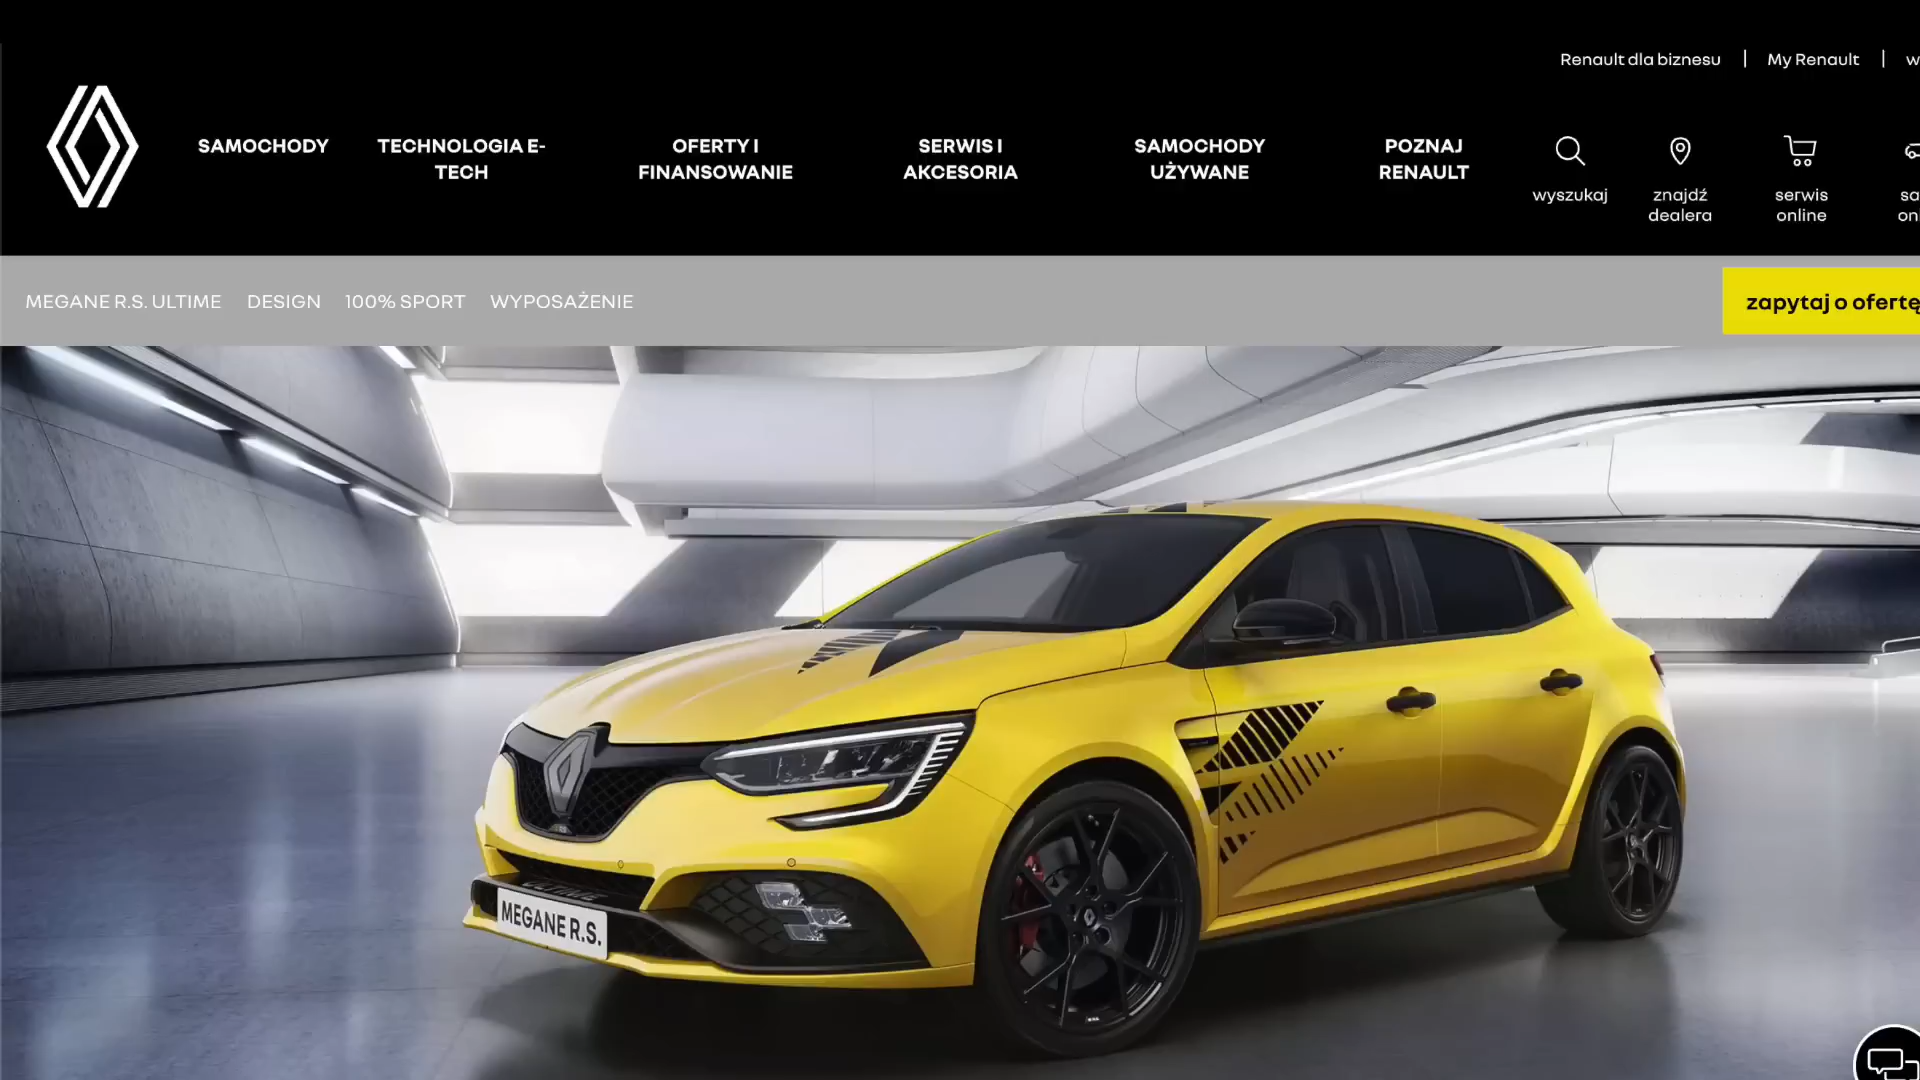 Renault dla biznesu
My Renault
SAMOCHODY
TECHNOLOGIA E-
TECH
OFERTY I
FINANSOWANIE
SERWIS I
AKCESORIA
SAMOCHODY
UŻYWANE
POZNAJ
RENAULT
wyszukaj
znajdź
dealera
serwis
online
MEGANE R.S. ULTIME
DESIGN
100% SPORT
WYPOSAŻENIE
zapytaj o ofertę
MEGANE R.S.